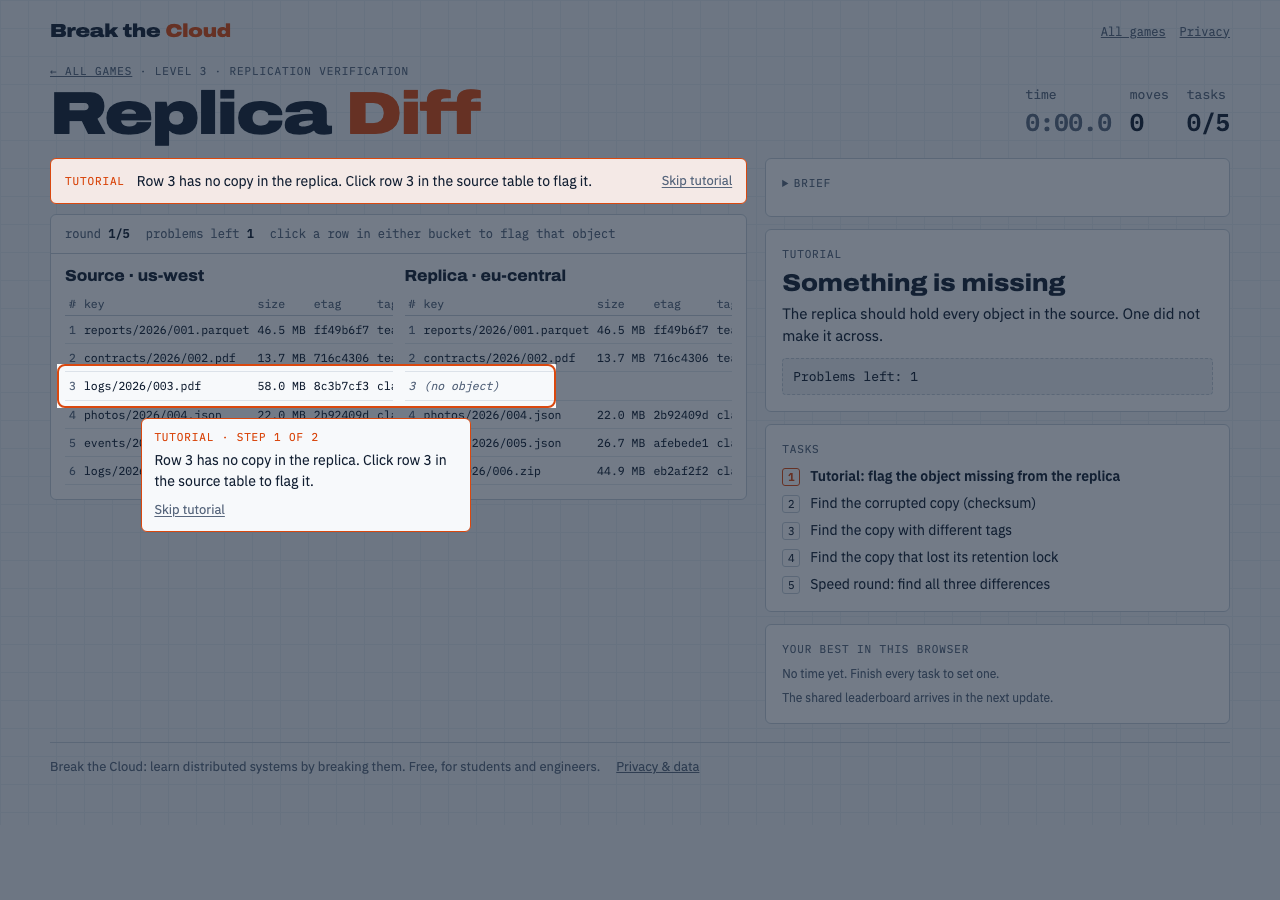 Break the Cloud
All games Privacy
← ALL GAMES · LEVEL 3 · REPLICATION VERIFICATION
Replica Diff
time moves tasks
0:00.0 0 0/5
TUTORIAL Row 3 has no copy in the replica. Click row 3 in the source table to flag it. Skip tutorial
▶ BRIEF
round 1/5 problems left 1 click a row in either bucket to flag that object
Source · us-west
# key size etag
1 reports/2026/001.parquet 46.5 MB ff49b6f7
2 contracts/2026/002.pdf 13.7 MB 716c4306
3 logs/2026/003.pdf 58.0 MB 8c3b7cf3
4 photos/2026/004.json 22.0 MB 2b92409d
5
6
Replica · eu-central
# key size etag
1 reports/2026/001.parquet 46.5 MB ff49b6f7
2 contracts/2026/002.pdf 13.7 MB 716c4306
3 (no object)
4 photos/2026/004.json 22.0 MB 2b92409d
26/005.json 26.7 MB afebede1
26/006.zip 44.9 MB eb2af2f2
TUTORIAL · STEP 1 OF 2
Row 3 has no copy in the replica. Click row 3 in
the source table to flag it.
Skip tutorial
TUTORIAL
Something is missing
The replica should hold every object in the source. One did not
make it across.
Problems left: 1
TASKS
1 Tutorial: flag the object missing from the replica
2 Find the corrupted copy (checksum)
3 Find the copy with different tags
4 Find the copy that lost its retention lock
5 Speed round: find all three differences
YOUR BEST IN THIS BROWSER
No time yet. Finish every task to set one.
The shared leaderboard arrives in the next update.
Break the Cloud: learn distributed systems by breaking them. Free, for students and engineers. Privacy & data